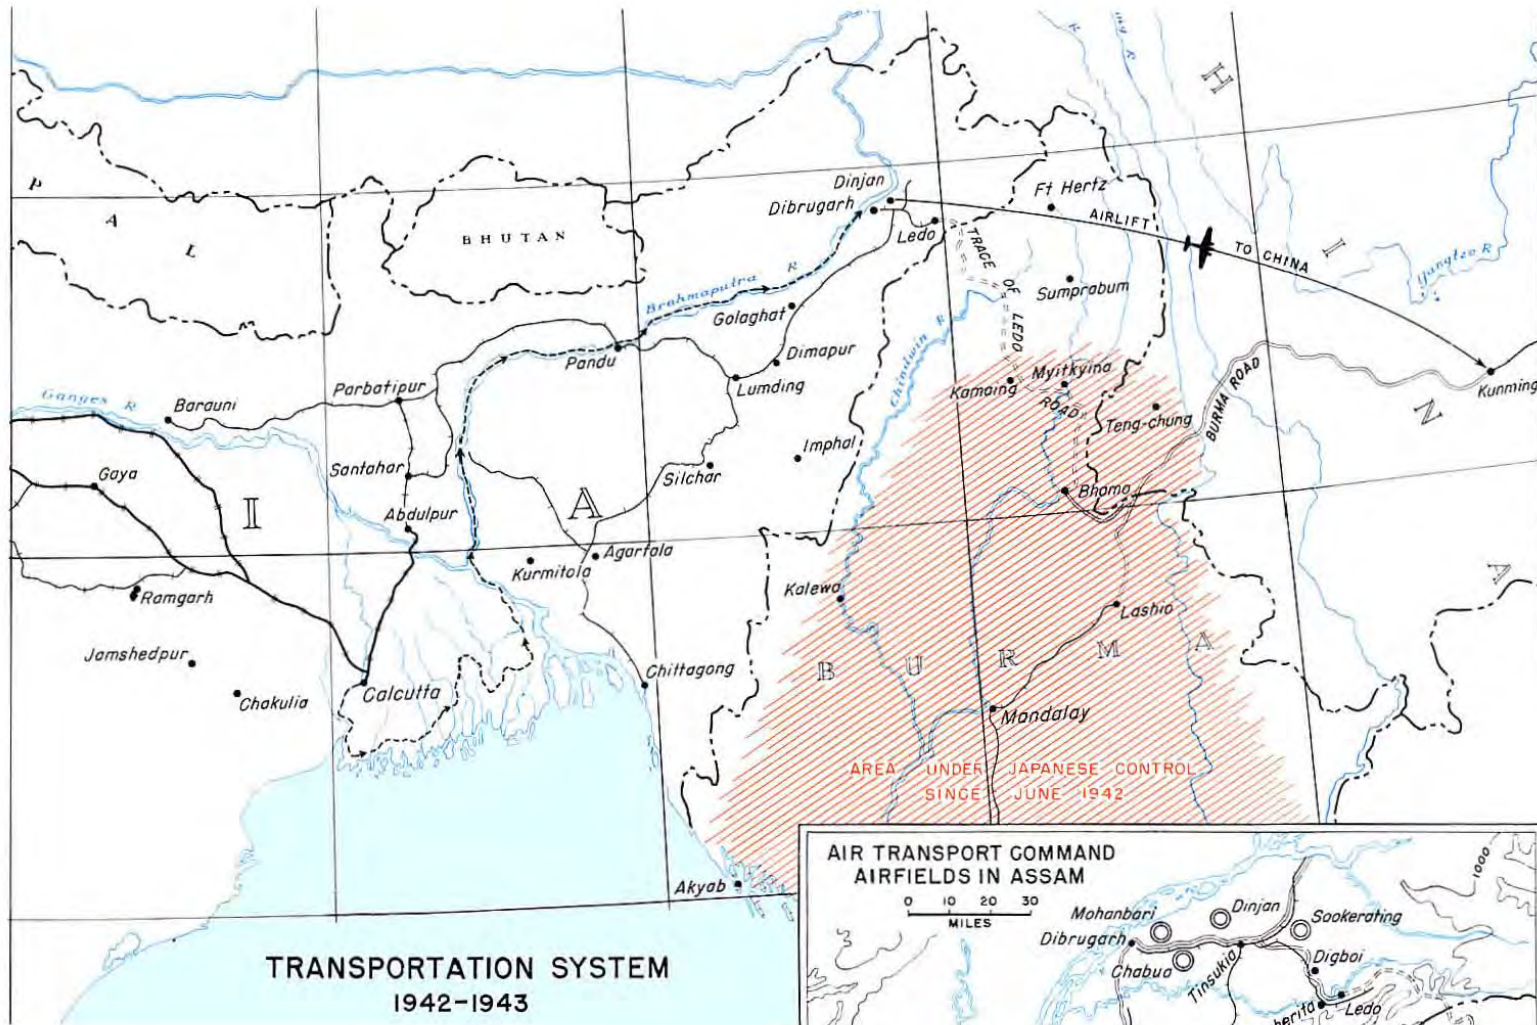 R
ng R
H
P
A
L
BHUTAN
Dinjan
Dibrugarh
Ft Hertz
AIRLIFT
TO CHINA
I
Ledo
TRACE OF LEDO ROAD
Yangtze R
Brahmaputra R
Sumprabum
Golaghat
Chindwin R
Pandu
Dimapur
Lumding
Kamaing
Myitkyina
BURMA ROAD
Kunming
Ganges R
Barauni
Parbatipur
Teng-chung
N
Imphal
Silchar
Gaya
Santahar
Bhamo
I
A
Abdulpur
Agartala
Kurmitola
A
Ramgarh
Kalewa
Lashio
Jamshedpur
B U R M A
Chittagong
Chakulia
Calcutta
Mandalay
AREA UNDER JAPANESE CONTROL
SINCE JUNE 1942
Akyab
TRANSPORTATION SYSTEM
1942-1943
AIR TRANSPORT COMMAND
AIRFIELDS IN ASSAM
0 10 20 30
MILES
1000
Mohanbari
Dinjan
Sookerating
Dibrugarh
Chabua
Tinsukia
Digboi
herita
Ledo